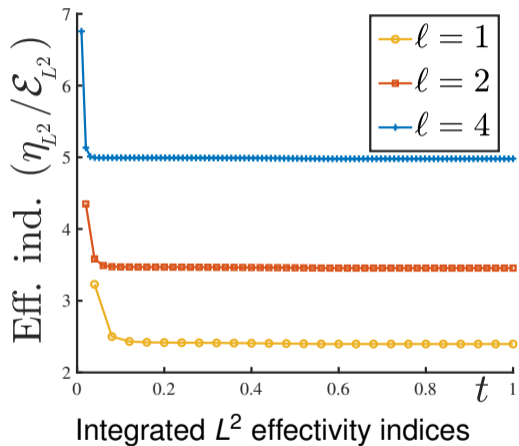 7
6
5
4
3
2
Eff. ind. (η_{L²}/ℰ_{L²})
ℓ = 1
ℓ = 2
ℓ = 4
0 0.2 0.4 0.6 0.8 1
t
Integrated L² effectivity indices